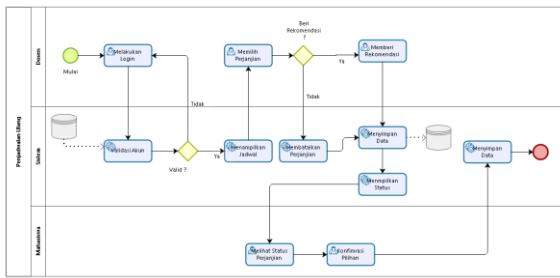 Penjadwalan Ulang
Dosen
Mulai
Melakukan
Login
Memilih
Perjanjian
Beri
Rekomendasi
?
Ya
Memberi
Rekomendasi
Tidak
Tidak
Sistem
Validasi Akun
Valid ?
Ya
Menampilkan
Jadwal
Membatalkan
Perjanjian
Menyimpan
Data
Menyimpan
Data
Status
Mahasiswa
Melihat Status
Perjanjian
Konfirmasi
Pilihan